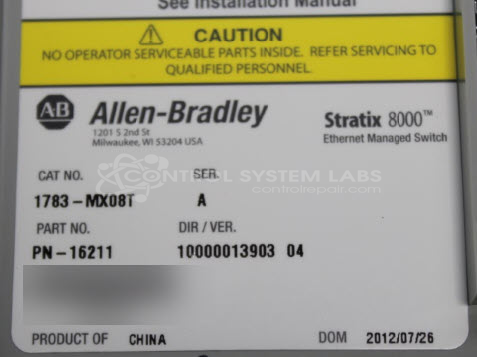 See Installation Manual
CAUTION
NO OPERATOR SERVICEABLE PARTS INSIDE. REFER SERVICING TO
QUALIFIED PERSONNEL.
AB Allen-Bradley
1201 S 2nd St
Milwaukee, WI 53204 USA
Stratix 8000™
Ethernet Managed Switch
CONTROL SYSTEM LABS
controlrepair.com
CAT NO. SER.
1783-MX08T A
PART NO. DIR / VER.
PN-16211 10000013903 04
PRODUCT OF CHINA DOM 2012/07/26